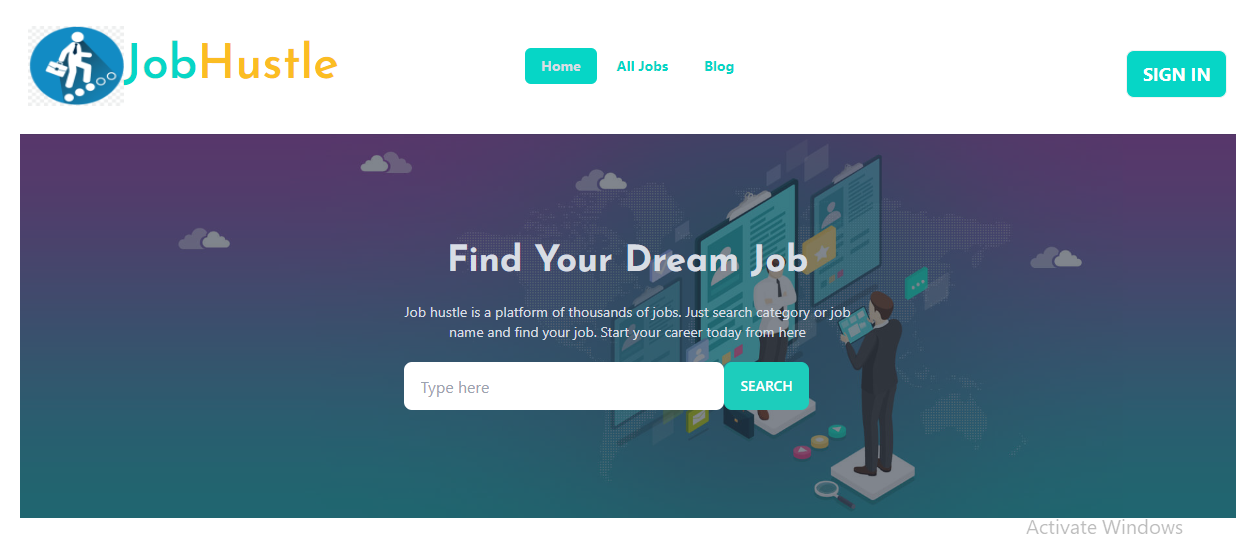 JobHustle
Home All Jobs Blog
SIGN IN
Find Your Dream Job
Job hustle is a platform of thousands of jobs. Just search category or job
name and find your job. Start your career today from here
Type here
SEARCH
Activate Windows